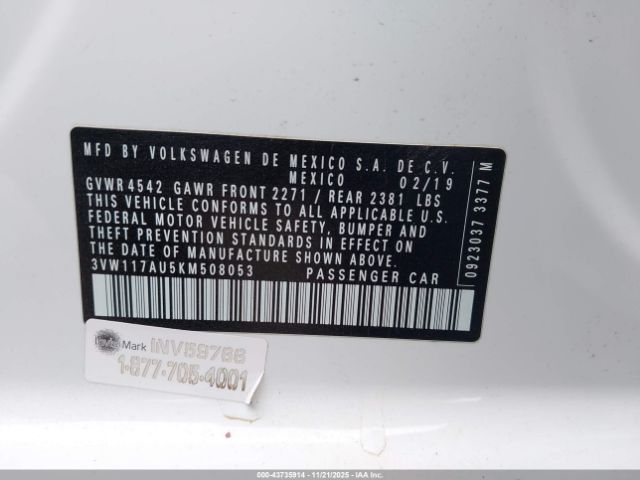 MFD BY VOLKSWAGEN DE MEXICO S.A. DE C.V.
MEXICO 02/19
GVWR 4542 GAWR FRONT 2271 / REAR 2381 LBS
THIS VEHICLE CONFORMS TO ALL APPLICABLE U.S.
FEDERAL MOTOR VEHICLE SAFETY, BUMPER AND
THEFT PREVENTION STANDARDS IN EFFECT ON
THE DATE OF MANUFACTURE SHOWN ABOVE.
3VW117AU5KM508053 PASSENGER CAR
0923037 3377 M
Mark INV59766
1-877-705-4001
000-43735914 - 11/21/2025 - IAA Inc.